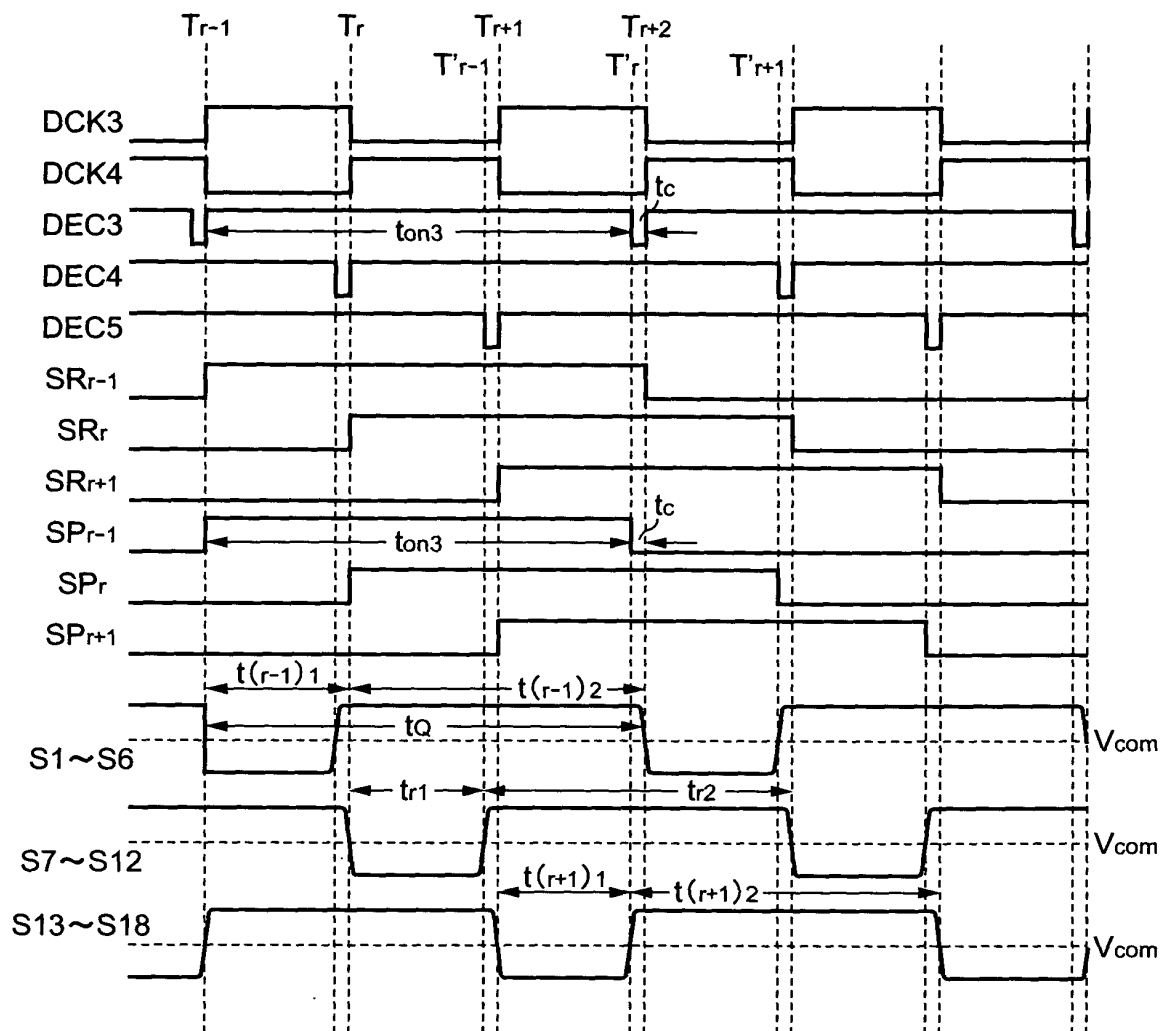 Tr-1 Tr Tr+1 Tr+2
T'r-1 T'r T'r+1
DCK3
DCK4
tc
DEC3
ton3
DEC4
DEC5
SRr-1
SRr
SRr+1
tc
SPr-1
ton3
SPr
SPr+1
t(r-1)1 t(r-1)2
tQ
Vcom
S1~S6
tr1 tr2
Vcom
S7~S12
t(r+1)1 t(r+1)2
S13~S18
Vcom